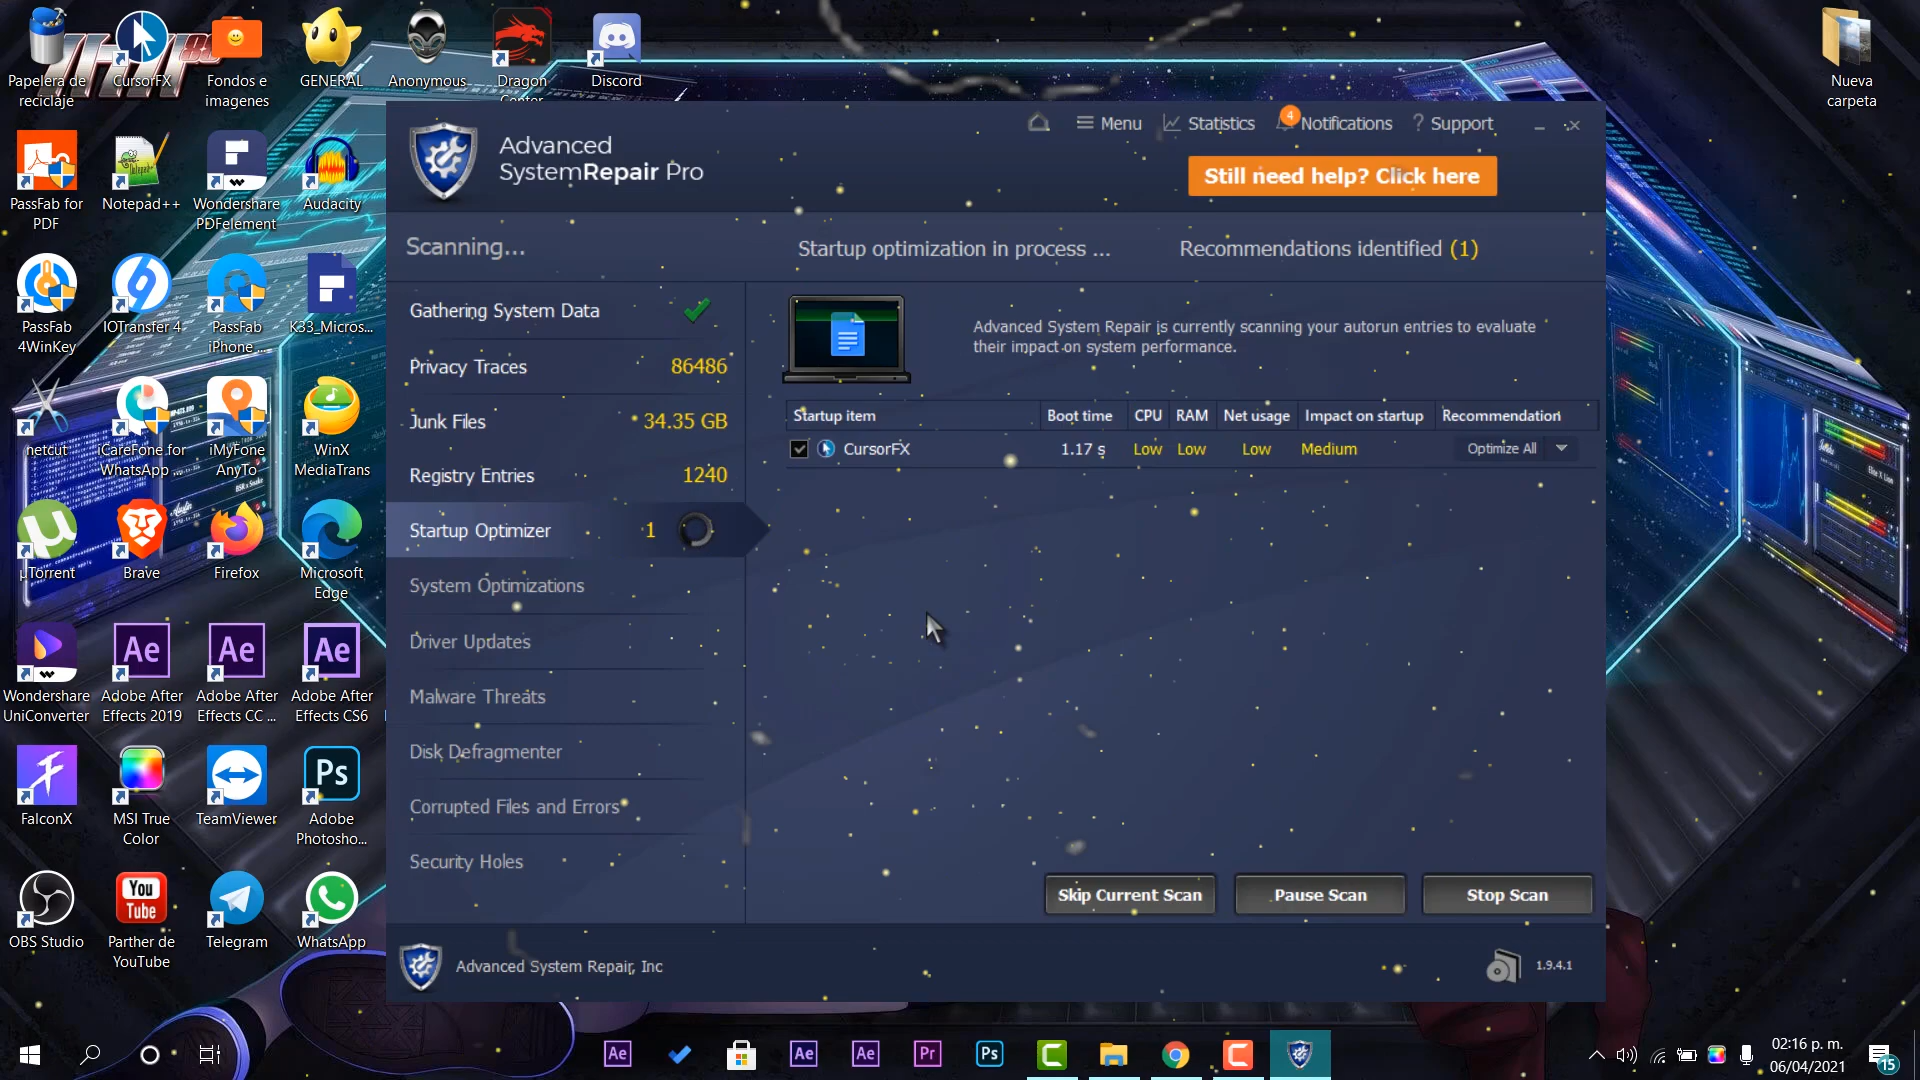 Papelera de
reciclaje
CursorFX
Fondos e
imagenes
GENERAL
Anonymous
Dragon
Center
Discord
Nueva
carpeta
PassFab for
PDF
Notepad++
Wondershare
PDFelement
Audacity
PassFab
4WinKey
IOTransfer 4
PassFab
iPhone ...
K33_Micros...
netcut
iCareFone for
WhatsApp ...
iMyFone
AnyTo
WinX
MediaTrans
µTorrent
Brave
Firefox
Microsoft
Edge
Wondershare
UniConverter
Adobe After
Effects 2019
Adobe After
Effects CC ...
Adobe After
Effects CS6
FalconX
MSI True
Color
TeamViewer
Adobe
Photosho...
OBS Studio
You
Tube
Parther de
YouTube
Telegram
WhatsApp
Ae
Ae
Ae
Ps
Advanced
SystemRepair Pro
Menu
Statistics
4
Notifications
? Support
Still need help? Click here
Scanning...
Startup optimization in process ...
Recommendations identified (1)
Gathering System Data
Privacy Traces 86486
Junk Files 34.35 GB
Registry Entries 1240
Startup Optimizer 1
System Optimizations
Driver Updates
Malware Threats
Disk Defragmenter
Corrupted Files and Errors
Security Holes
Advanced System Repair is currently scanning your autorun entries to evaluate
their impact on system performance.
Startup item Boot time CPU RAM Net usage Impact on startup Recommendation
CursorFX 1.17 s Low Low Low Medium Optimize All
Skip Current Scan
Pause Scan
Stop Scan
Advanced System Repair, Inc
1.9.4.1
Ae
Ae
Ae
Pr
Ps
02:16 p. m.
06/04/2021
15